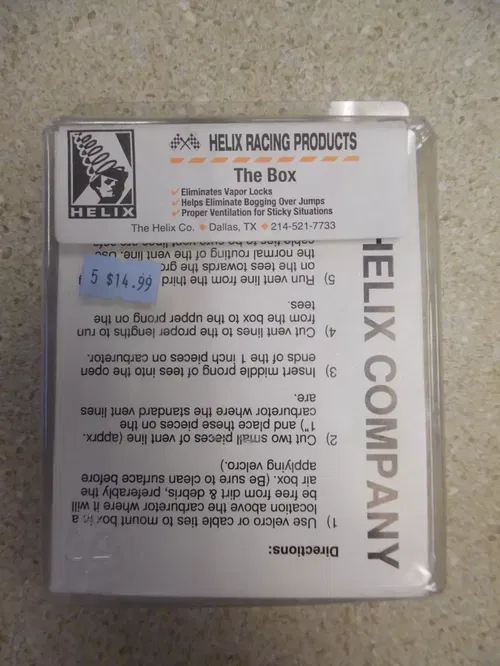 HELIX RACING PRODUCTS
The Box
Eliminates Vapor Locks
Helps Eliminate Bogging Over Jumps
Proper Ventilation for Sticky Situations
The Helix Co. Dallas, TX 214-521-7733
HELIX
5 $14.99
HELIX COMPANY
Directions:
1) Use velcro or cable ties to mount box in a
location above the carburetor where it will
be free from dirt & debris, preferably the
air box. (Be sure to clean surface before
applying velcro).
2) Cut two small pieces of vent line (apprx.
1") and place these pieces on the
carburetor where the standard vent lines
are.
3) Insert middle prong of tees into the open
ends of the 1 inch pieces on carburetor.
4) Cut vent lines to the proper lengths to run
from the box to the upper prong on the
tees.
5) Run vent line from the third
on the tees towards the
the normal routing of the vent line. Use